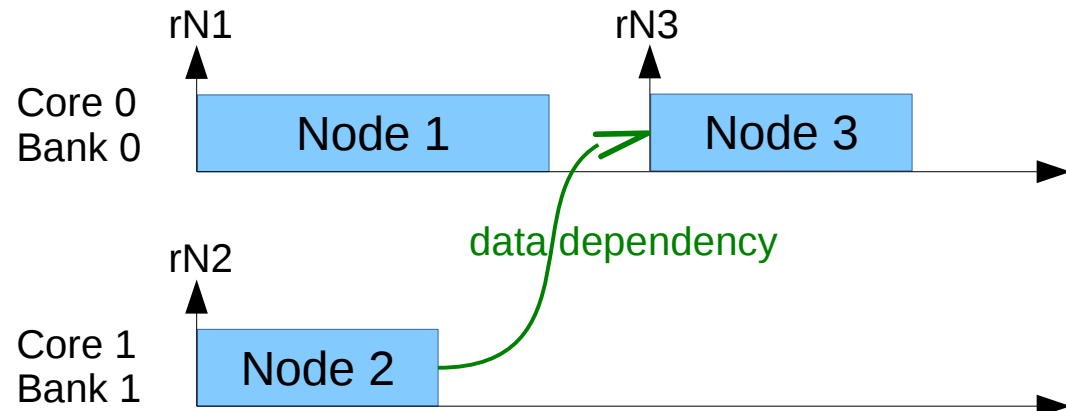 rN1
rN3
Core 0
Bank 0
Node 1
Node 3
data dependency
rN2
Core 1
Bank 1
Node 2